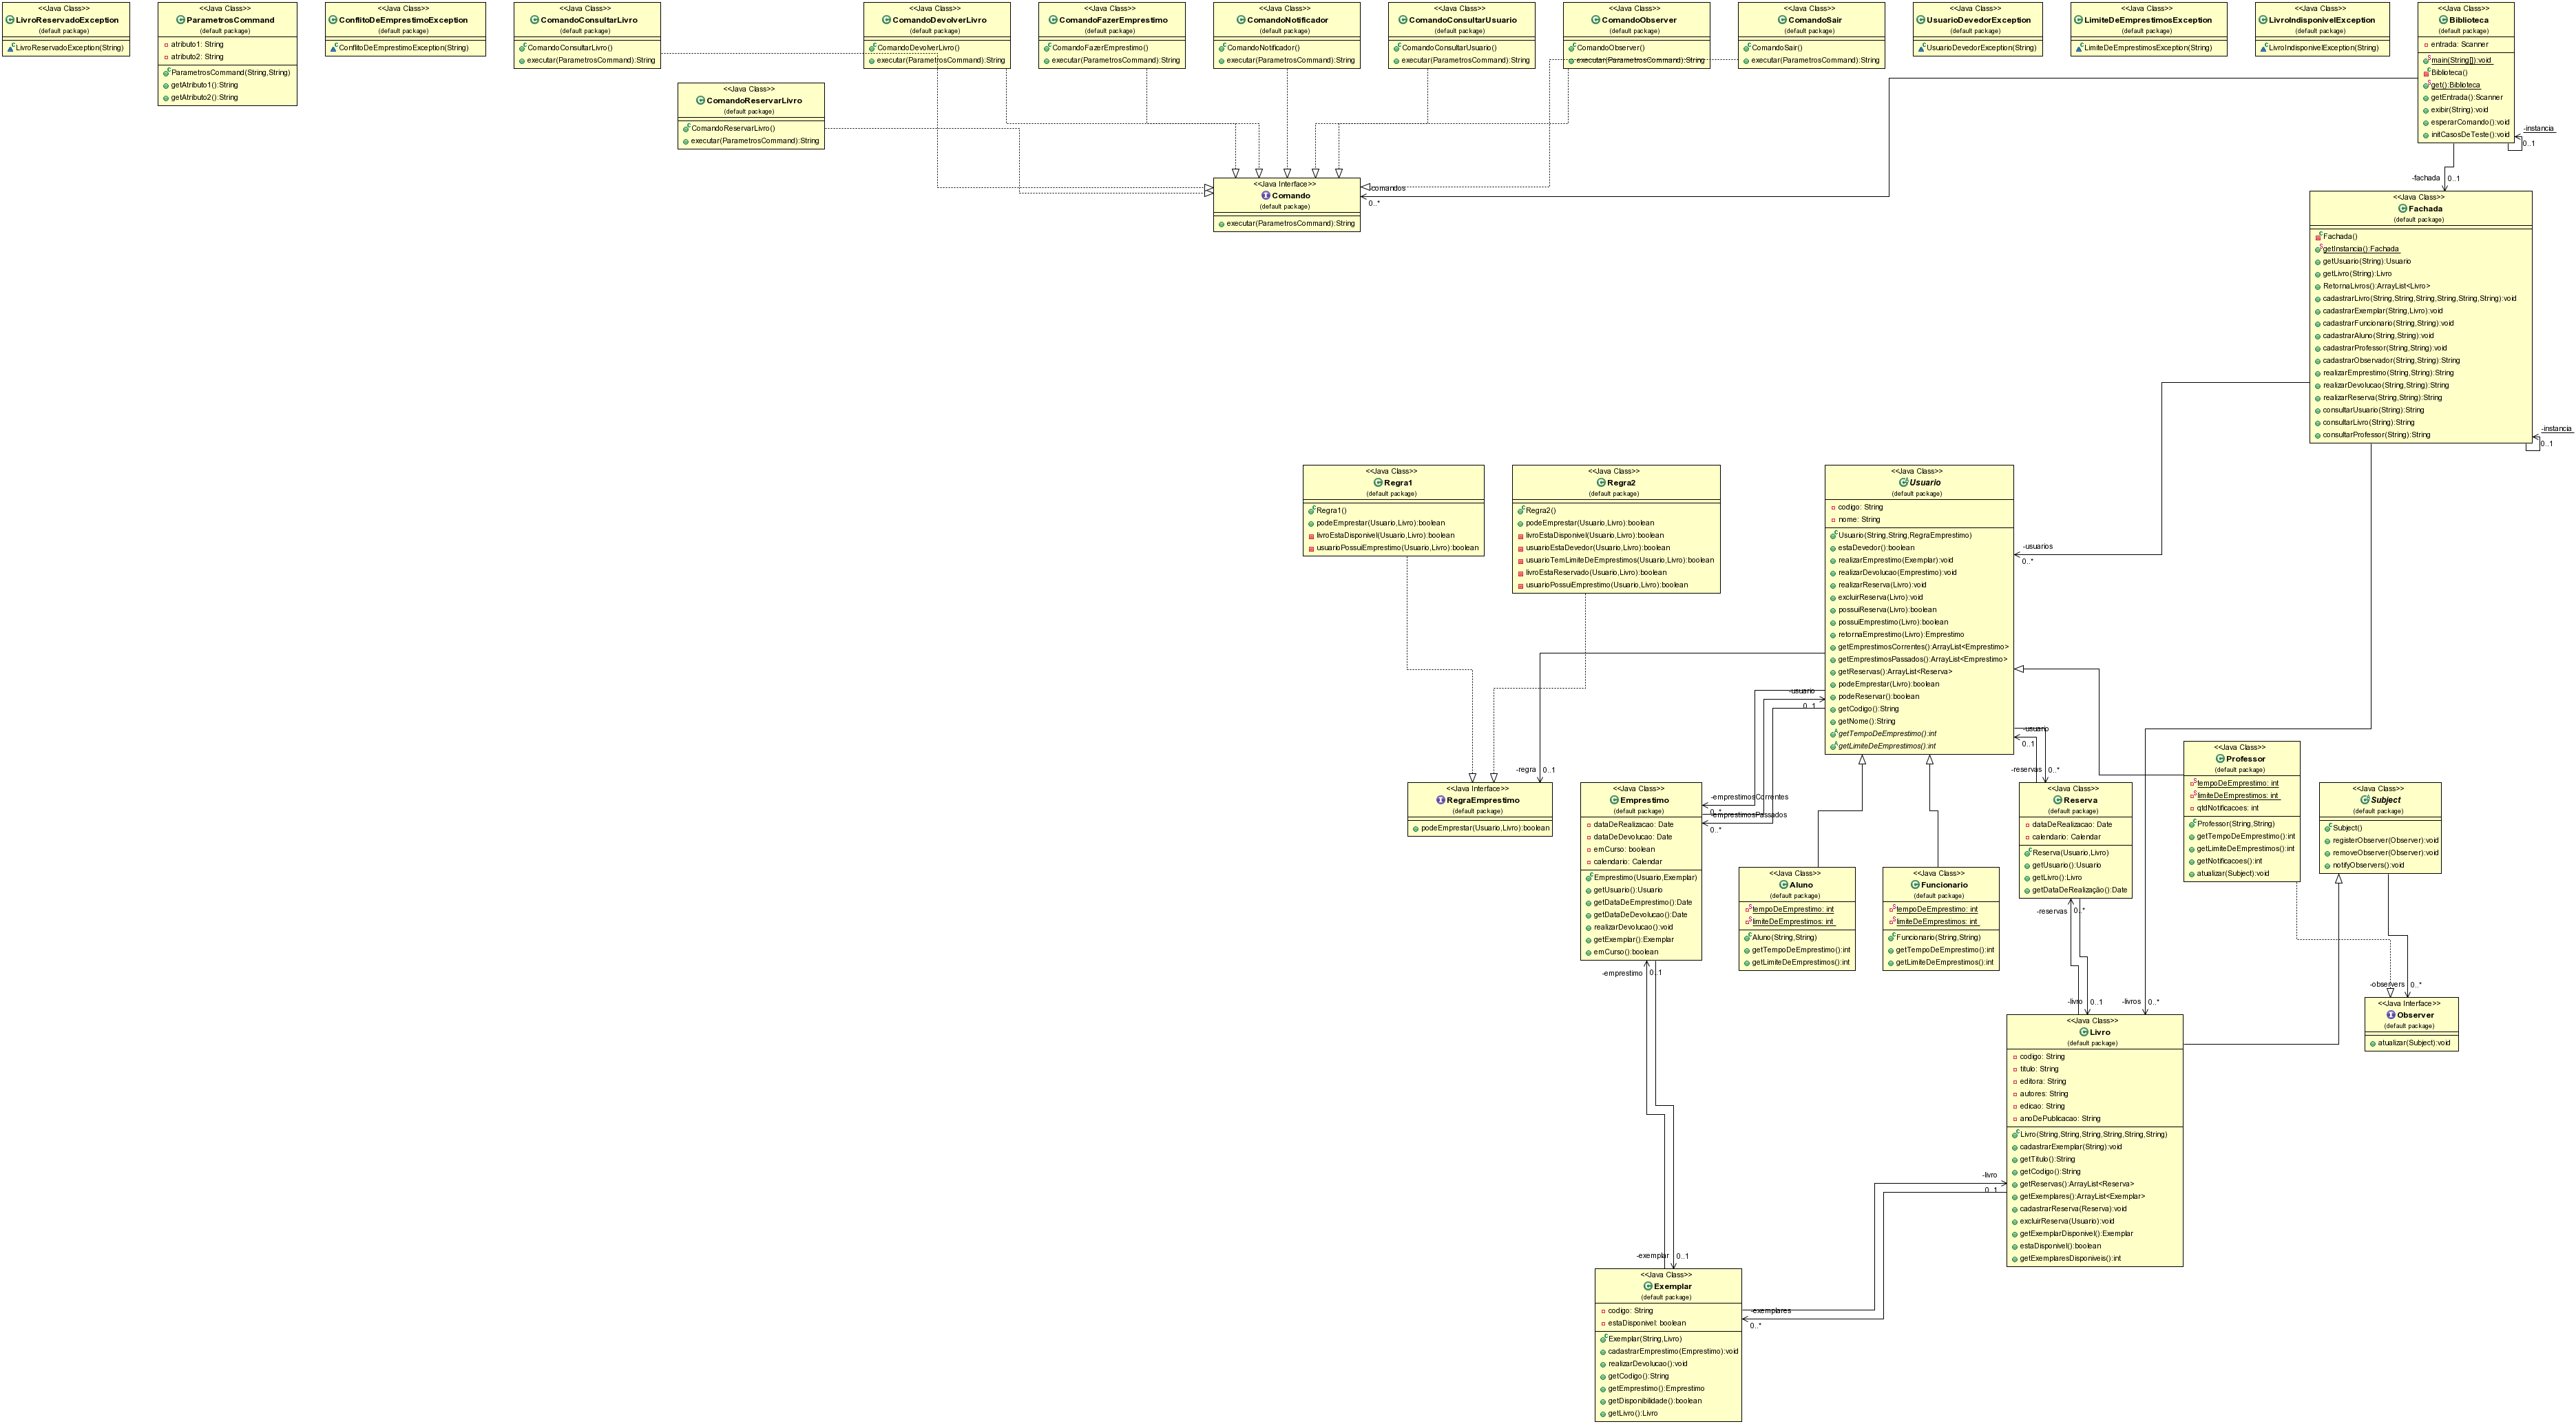 <<Java Class>>
LivroReservadoException
(default package)
LivroReservadoException(String)
<<Java Class>>
ParametrosCommand
(default package)
atributo1: String
atributo2: String
ParametrosCommand(String,String)
getAtributo1():String
getAtributo2():String
<<Java Class>>
ConflitoDeEmprestimoException
(default package)
ConflitoDeEmprestimoException(String)
<<Java Class>>
ComandoConsultarLivro
(default package)
ComandoConsultarLivro()
executar(ParametrosCommand):String
<<Java Class>>
ComandoReservarLivro
(default package)
ComandoReservarLivro()
executar(ParametrosCommand):String
<<Java Class>>
ComandoDevolverLivro
(default package)
ComandoDevolverLivro()
executar(ParametrosCommand):String
<<Java Class>>
ComandoFazerEmprestimo
(default package)
ComandoFazerEmprestimo()
executar(ParametrosCommand):String
<<Java Class>>
ComandoNotificador
(default package)
ComandoNotificador()
executar(ParametrosCommand):String
<<Java Class>>
ComandoConsultarUsuario
(default package)
ComandoConsultarUsuario()
executar(ParametrosCommand):String
<<Java Class>>
ComandoObserver
(default package)
ComandoObserver()
executar(ParametrosCommand):String
<<Java Class>>
ComandoSair
(default package)
ComandoSair()
executar(ParametrosCommand):String
<<Java Class>>
UsuarioDevedorException
(default package)
UsuarioDevedorException(String)
<<Java Class>>
LimiteDeEmprestimosException
(default package)
LimiteDeEmprestimosException(String)
<<Java Class>>
LivroIndisponivelException
(default package)
LivroIndisponivelException(String)
<<Java Class>>
Biblioteca
(default package)
entrada: Scanner
main(String[]):void
Biblioteca()
get():Biblioteca
getEntrada():Scanner
exibir(String):void
esperarComando():void
initCasosDeTeste():void
-instancia
0..1
-fachada
0..1
<<Java Interface>>
Comando
(default package)
executar(ParametrosCommand):String
-comandos
0..*
<<Java Class>>
Fachada
(default package)
Fachada()
getInstancia():Fachada
getUsuario(String):Usuario
getLivro(String):Livro
RetornaLivros():ArrayList<Livro>
cadastrarLivro(String,String,String,String,String,String):void
cadastrarExemplar(String,Livro):void
cadastrarFuncionario(String,String):void
cadastrarAluno(String,String):void
cadastrarProfessor(String,String):void
cadastrarObservador(String,String):String
realizarEmprestimo(String,String):String
realizarDevolucao(String,String):String
realizarReserva(String,String):String
consultarUsuario(String):String
consultarLivro(String):String
consultarProfessor(String):String
-instancia
0..1
<<Java Class>>
Regra1
(default package)
Regra1()
podeEmprestar(Usuario,Livro):boolean
livroEstaDisponivel(Usuario,Livro):boolean
usuarioPossuiEmprestimo(Usuario,Livro):boolean
<<Java Class>>
Regra2
(default package)
Regra2()
podeEmprestar(Usuario,Livro):boolean
livroEstaDisponivel(Usuario,Livro):boolean
usuarioEstaDevedor(Usuario,Livro):boolean
usuarioTemLimiteDeEmprestimos(Usuario,Livro):boolean
livroEstaReservado(Usuario,Livro):boolean
usuarioPossuiEmprestimo(Usuario,Livro):boolean
<<Java Class>>
Usuario
(default package)
codigo: String
nome: String
Usuario(String,String,RegraEmprestimo)
estaDevedor():boolean
realizarEmprestimo(Exemplar):void
realizarDevolucao(Emprestimo):void
realizarReserva(Livro):void
excluirReserva(Livro):void
possuiReserva(Livro):boolean
possuiEmprestimo(Livro):boolean
retornaEmprestimo(Livro):Emprestimo
getEmprestimosCorrentes():ArrayList<Emprestimo>
getEmprestimosPassados():ArrayList<Emprestimo>
getReservas():ArrayList<Reserva>
podeEmprestar(Livro):boolean
podeReservar():boolean
getCodigo():String
getNome():String
getTempoDeEmprestimo():int
getLimiteDeEmprestimos():int
-usuarios
0..*
-usuario
0..1
-usuario
0..1
-regra
0..1
-reservas
0..*
<<Java Interface>>
RegraEmprestimo
(default package)
podeEmprestar(Usuario,Livro):boolean
<<Java Class>>
Emprestimo
(default package)
dataDeRealizacao: Date
dataDeDevolucao: Date
emCurso: boolean
calendario: Calendar
Emprestimo(Usuario,Exemplar)
getUsuario():Usuario
getDataDeEmprestimo():Date
getDataDeDevolucao():Date
realizarDevolucao():void
getExemplar():Exemplar
emCurso():boolean
-emprestimosCorrentes
0..*
-emprestimosPassados
0..*
<<Java Class>>
Aluno
(default package)
tempoDeEmprestimo: int
limiteDeEmprestimos: int
Aluno(String,String)
getTempoDeEmprestimo():int
getLimiteDeEmprestimos():int
<<Java Class>>
Funcionario
(default package)
tempoDeEmprestimo: int
limiteDeEmprestimos: int
Funcionario(String,String)
getTempoDeEmprestimo():int
getLimiteDeEmprestimos():int
<<Java Class>>
Reserva
(default package)
dataDeRealizacao: Date
calendario: Calendar
Reserva(Usuario,Livro)
getUsuario():Usuario
getLivro():Livro
getDataDeRealização():Date
<<Java Class>>
Professor
(default package)
tempoDeEmprestimo: int
limiteDeEmprestimos: int
qtdNotificacoes: int
Professor(String,String)
getTempoDeEmprestimo():int
getLimiteDeEmprestimos():int
getNotificacoes():int
atualizar(Subject):void
<<Java Class>>
Subject
(default package)
Subject()
registerObserver(Observer):void
removeObserver(Observer):void
notifyObservers():void
-reservas
0..*
-emprestimo
0..1
-observers
0..*
<<Java Interface>>
Observer
(default package)
atualizar(Subject):void
-livro
0..1
-livros
0..*
<<Java Class>>
Livro
(default package)
codigo: String
titulo: String
editora: String
autores: String
edicao: String
anoDePublicacao: String
Livro(String,String,String,String,String,String)
cadastrarExemplar(String):void
getTitulo():String
getCodigo():String
getReservas():ArrayList<Reserva>
getExemplares():ArrayList<Exemplar>
cadastrarReserva(Reserva):void
excluirReserva(Usuario):void
getExemplarDisponivel():Exemplar
estaDisponivel():boolean
getExemplaresDisponiveis():int
-livro
0..1
-exemplar
0..1
<<Java Class>>
Exemplar
(default package)
codigo: String
estaDisponivel: boolean
Exemplar(String,Livro)
cadastrarEmprestimo(Emprestimo):void
realizarDevolucao():void
getCodigo():String
getEmprestimo():Emprestimo
getDisponibilidade():boolean
getLivro():Livro
-exemplares
0..*